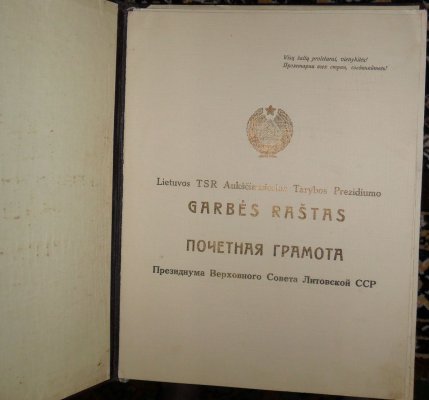 Visų šalių proletarai, vienykitės!
Пролетарии всех стран, соединяйтесь!
Lietuvos TSR Aukščiausiosios Tarybos Prezidiumo
GARBĖS RAŠTAS
ПОЧЕТНАЯ ГРАМОТА
Президиума Верховного Совета Литовской ССР